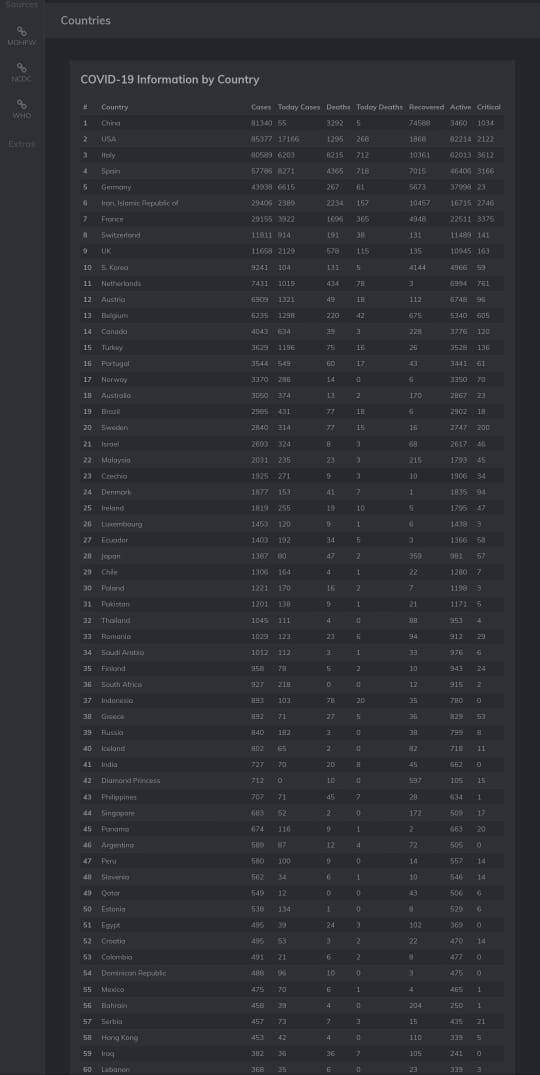 Sources
Countries
MOHFW
NCDC
WHO
Extras
COVID-19 Information by Country
# Country Cases Today Cases Deaths Today Deaths Recovered Active Critical
1 China 81340 55 3292 5 74588 3460 1034
2 USA 85377 17166 1295 268 1868 82214 2122
3 Italy 80589 6203 8215 712 10361 62013 3612
4 Spain 57786 8271 4365 718 7015 46406 3166
5 Germany 43938 6615 267 61 5673 37998 23
6 Iran, Islamic Republic of 29406 2389 2234 157 10457 16715 2746
7 France 29155 3922 1696 365 4948 22511 3375
8 Switzerland 11811 914 191 38 131 11489 141
9 UK 11658 2129 578 115 135 10945 163
10 S. Korea 9241 104 131 5 4144 4966 59
11 Netherlands 7431 1019 434 78 3 6994 761
12 Austria 6909 1321 49 18 112 6748 96
13 Belgium 6235 1298 220 42 675 5340 605
14 Canada 4043 634 39 3 228 3776 120
15 Turkey 3629 1196 75 16 26 3528 136
16 Portugal 3544 549 60 17 43 3441 61
17 Norway 3370 286 14 0 6 3350 70
18 Australia 3050 374 13 2 170 2867 23
19 Brazil 2985 431 77 18 6 2902 18
20 Sweden 2840 314 77 15 16 2747 200
21 Israel 2693 324 8 3 68 2617 46
22 Malaysia 2031 235 23 3 215 1793 45
23 Czechia 1925 271 9 3 10 1906 34
24 Denmark 1877 153 41 7 1 1835 94
25 Ireland 1819 255 19 10 5 1795 47
26 Luxembourg 1453 120 9 1 6 1438 3
27 Ecuador 1403 192 34 5 3 1366 58
28 Japan 1387 80 47 2 359 981 57
29 Chile 1306 164 4 1 22 1280 7
30 Poland 1221 170 16 2 7 1198 3
31 Pakistan 1201 138 9 1 21 1171 5
32 Thailand 1045 111 4 0 88 953 4
33 Romania 1029 123 23 6 94 912 29
34 Saudi Arabia 1012 112 3 1 33 976 6
35 Finland 958 78 5 2 10 943 24
36 South Africa 927 218 0 0 12 915 2
37 Indonesia 893 103 78 20 35 780 0
38 Greece 892 71 27 5 36 829 53
39 Russia 840 182 3 0 38 799 8
40 Iceland 802 65 2 0 82 718 11
41 India 727 70 20 8 45 662 0
42 Diamond Princess 712 0 10 0 597 105 15
43 Philippines 707 71 45 7 28 634 1
44 Singapore 683 52 2 0 172 509 17
45 Panama 674 116 9 1 2 663 20
46 Argentina 589 87 12 4 72 505 0
47 Peru 580 100 9 0 14 557 14
48 Slovenia 562 34 6 1 10 546 14
49 Qatar 549 12 0 0 43 506 6
50 Estonia 538 134 1 0 8 529 6
51 Egypt 495 39 24 3 102 369 0
52 Croatia 495 53 3 2 22 470 14
53 Colombia 491 21 6 2 8 477 0
54 Dominican Republic 488 96 10 0 3 475 0
55 Mexico 475 70 6 1 4 465 1
56 Bahrain 458 39 4 0 204 250 1
57 Serbia 457 73 7 3 15 435 21
58 Hong Kong 453 42 4 0 110 339 5
59 Iraq 382 36 36 7 105 241 0
60 Lebanon 368 35 6 0 23 339 3